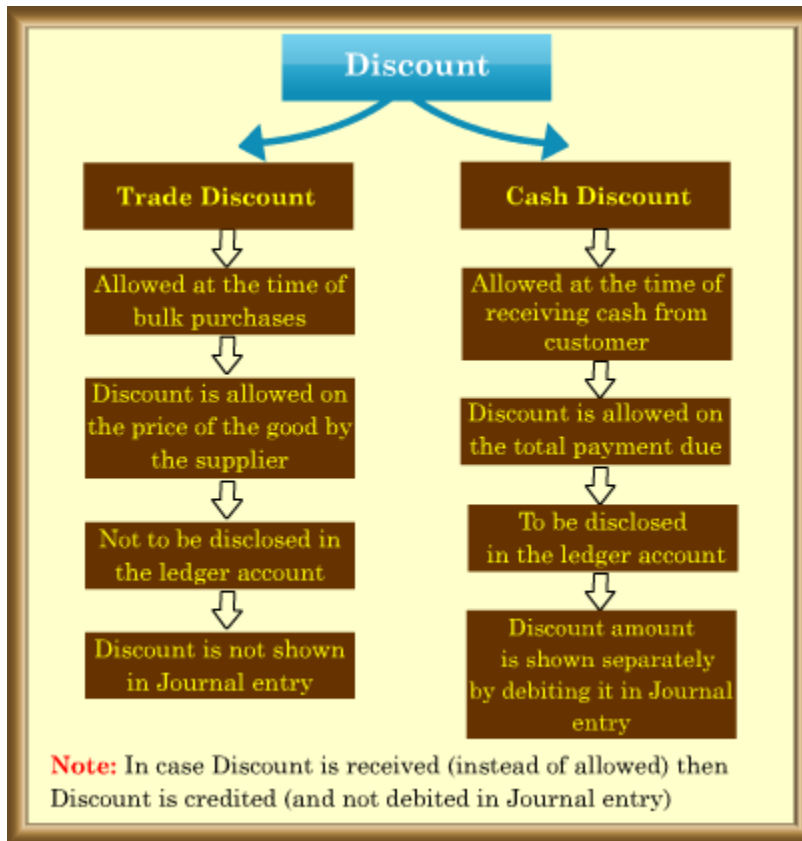 Discount
Trade Discount
Allowed at the time of
bulk purchases
Discount is allowed on
the price of the good by
the supplier
Not to be disclosed in
the ledger account
Discount is not shown
in Journal entry
Cash Discount
Allowed at the time of
receiving cash from
customer
Discount is allowed on
the total payment due
To be disclosed
in the ledger account
Discount amount
is shown separately
by debiting it in Journal
entry
Note: In case Discount is received (instead of allowed) then
Discount is credited (and not debited in Journal entry)